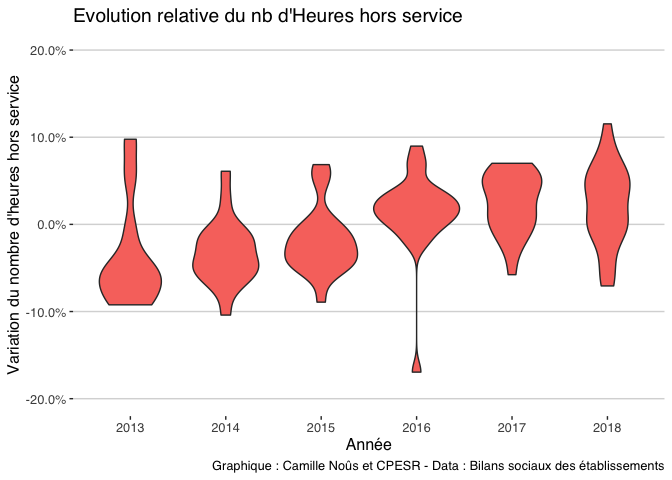 Evolution relative du nb d'Heures hors service
Variation du nombre d'heures hors service
20.0%
10.0%
0.0%
-10.0%
-20.0%
2013 2014 2015 2016 2017 2018
Année
Graphique : Camille Noûs et CPESR - Data : Bilans sociaux des établissements